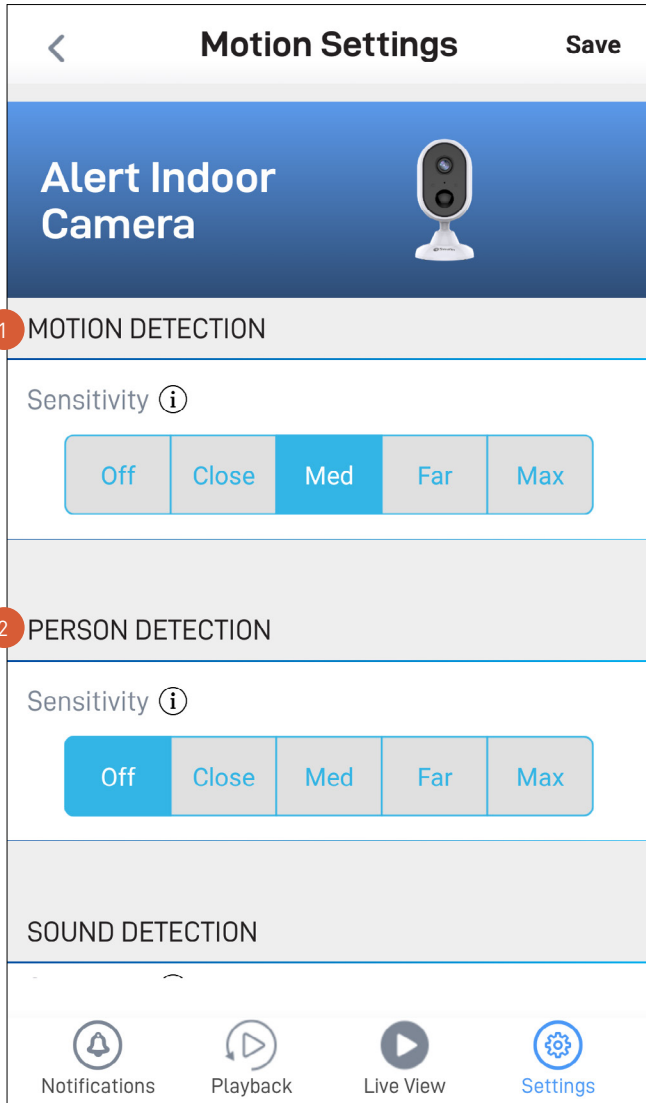 Motion Settings Save
Alert Indoor
Camera
1 MOTION DETECTION
Sensitivity i
Off Close Med Far Max
2 PERSON DETECTION
Sensitivity i
Off Close Med Far Max
SOUND DETECTION
Notifications Playback Live View Settings